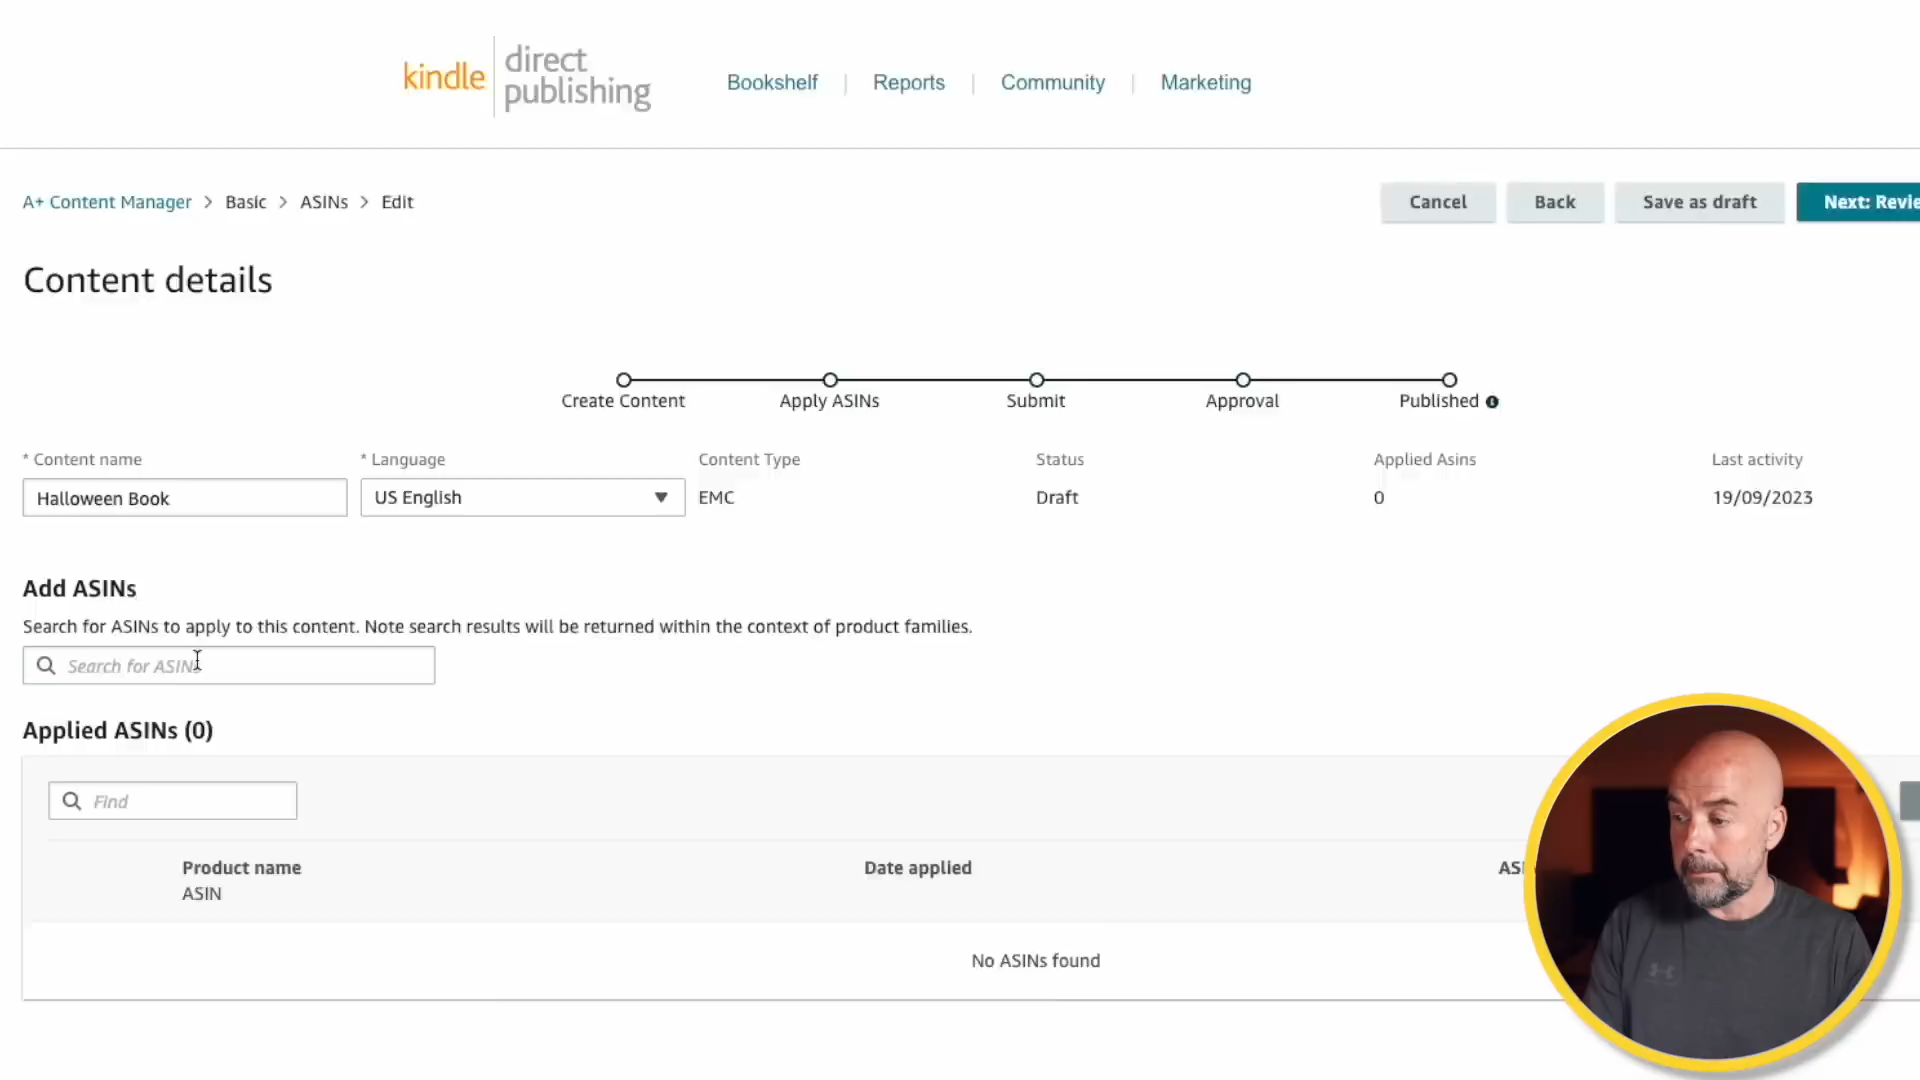 kindle direct publishing
Bookshelf | Reports | Community | Marketing
A+ Content Manager > Basic > ASINs > Edit
Cancel Back Save as draft Next: Revie
Content details
Create Content Apply ASINs Submit Approval Published
* Content name * Language Content Type Status Applied Asins Last activity
Halloween Book US English EMC Draft 0 19/09/2023
Add ASINs
Search for ASINs to apply to this content. Note search results will be returned within the context of product families.
Search for ASINs
Applied ASINs (0)
Find
Product name Date applied AS
ASIN
No ASINs found